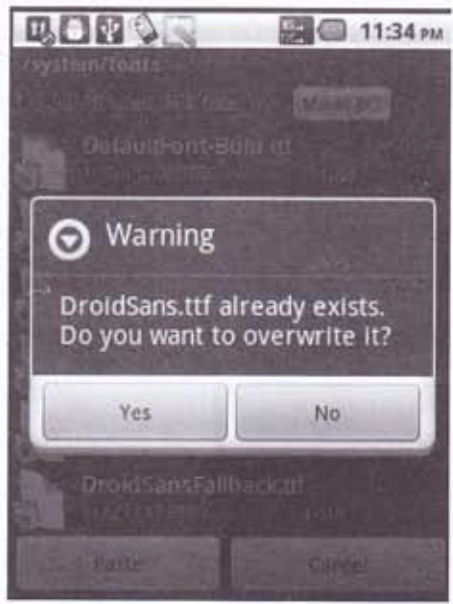 11:34 PM
/system/fonts
DefaultFont-Bold.ttf
Warning
DroidSans.ttf already exists.
Do you want to overwrite it?
Yes
No
DroidSansFallback.ttf
Paste
Cancel